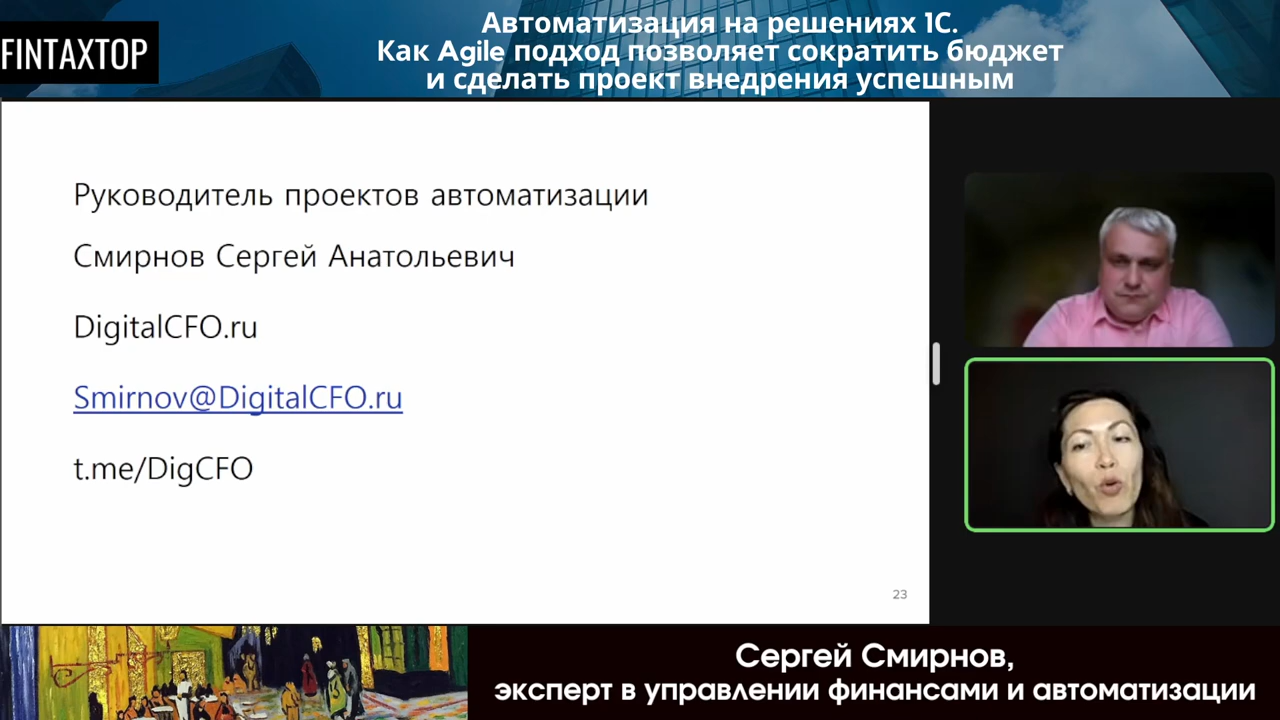 FINTAXTOP
Автоматизация на решениях 1С.
Как Agile подход позволяет сократить бюджет
и сделать проект внедрения успешным
Руководитель проектов автоматизации
Смирнов Сергей Анатольевич
DigitalCFO.ru
Smirnov@DigitalCFO.ru
t.me/DigCFO
23
Сергей Смирнов,
эксперт в управлении финансами и автоматизации